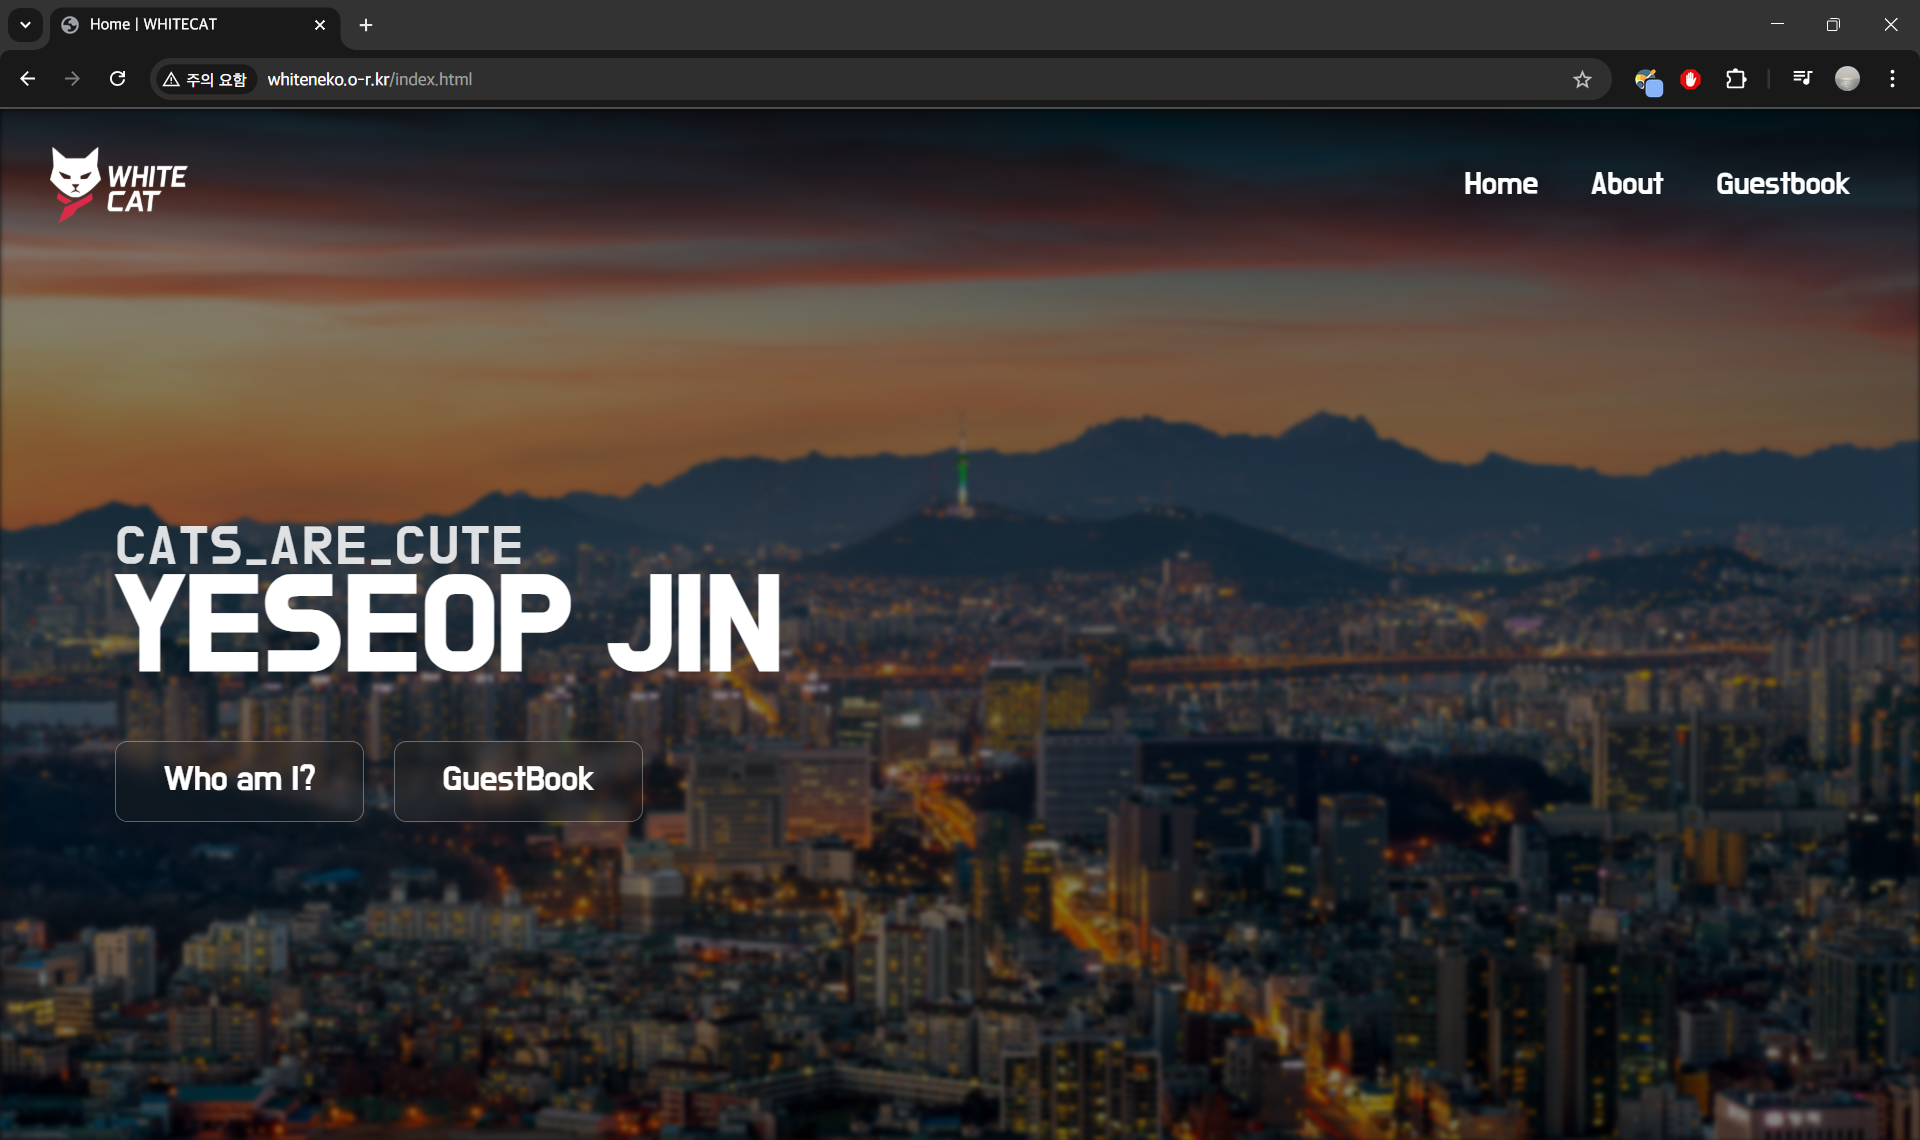 Home | WHITECAT
주의 요함
whiteneko.o-r.kr/index.html
WHITE
CAT
Home
About
Guestbook
CATS_ARE_CUTE
YESEOP JIN
Who am I?
GuestBook